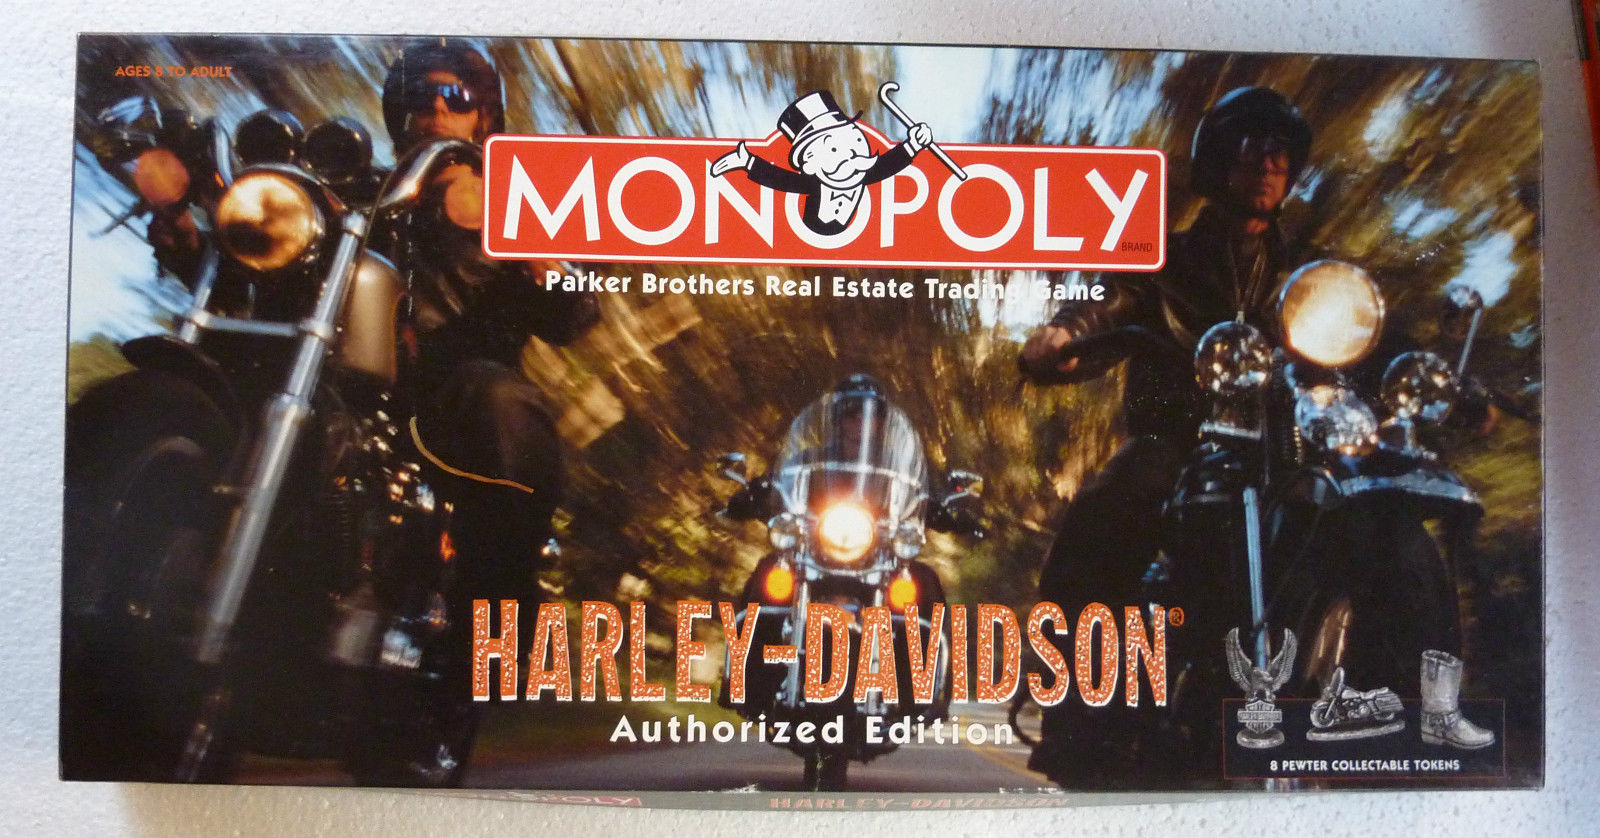 AGES 8 TO ADULT
MONOPOLY
BRAND
Parker Brothers Real Estate Trading Game
HARLEY-DAVIDSON®
Authorized Edition
8 PEWTER COLLECTABLE TOKENS
MONOPOLY
HARLEY-DAVIDSON